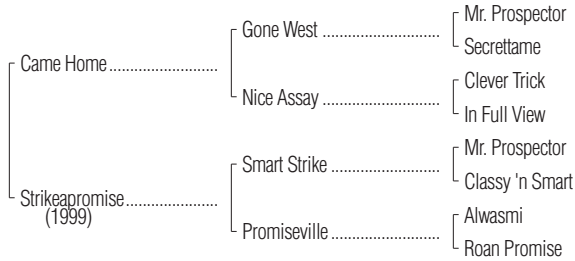 Mr. Prospector
Gone West ..............................
Secrettame
Came Home............................
Clever Trick
Nice Assay ...............................
In Full View
Mr. Prospector
Smart Strike ............................
Classy 'n Smart
Strikeapromise........................
(1999)
Alwasmi
Promiseville ............................
Roan Promise